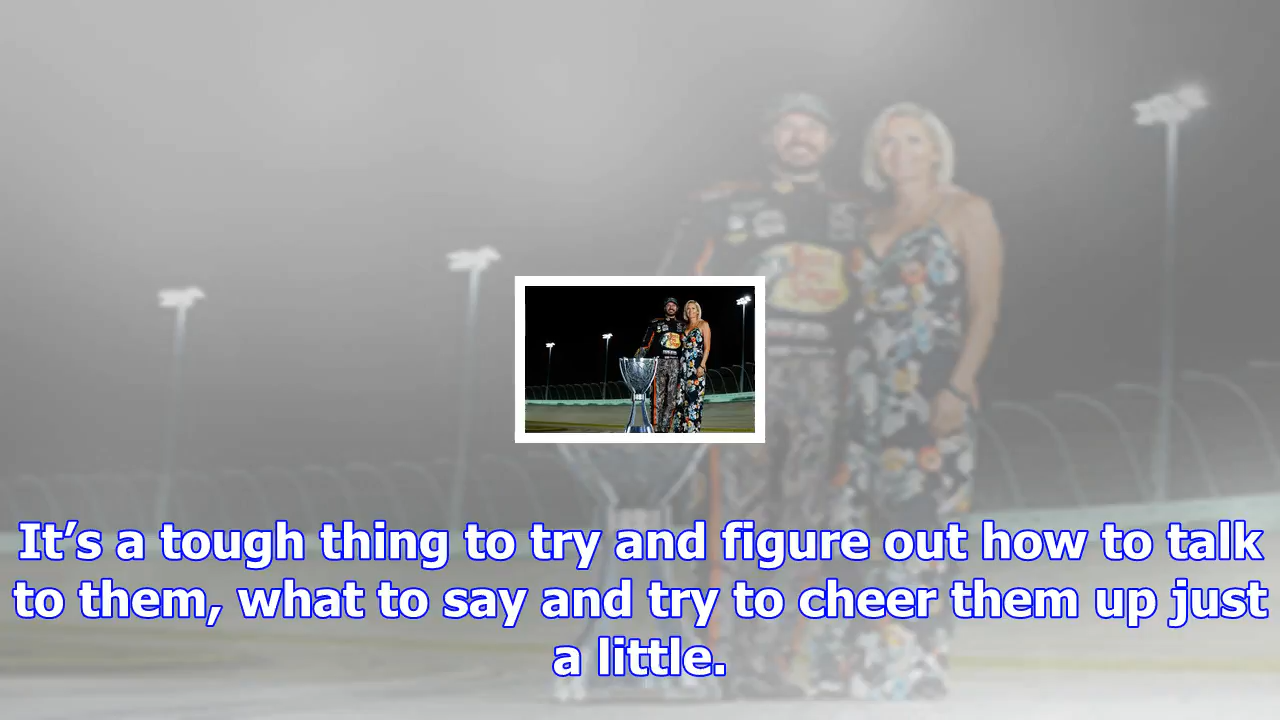 It’s a tough thing to try and figure out how to talk
to them, what to say and try to cheer them up just
a little.